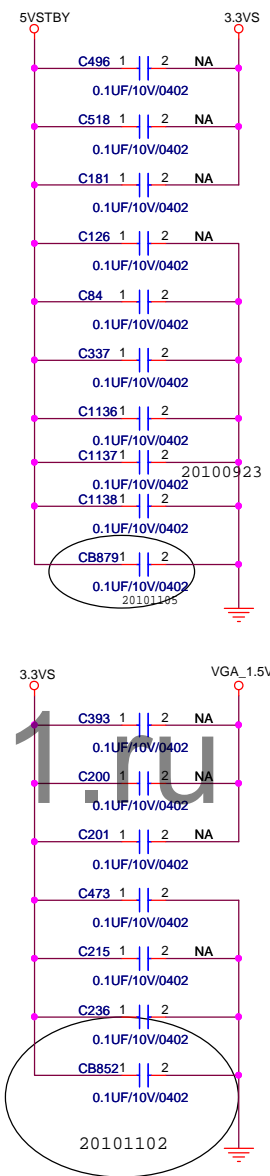 5VSTBY 3.3VS
C496 1 2 NA
0.1UF/10V/0402
C518 1 2 NA
0.1UF/10V/0402
C181 1 2 NA
0.1UF/10V/0402
C126 1 2 NA
0.1UF/10V/0402
C84 1 2
0.1UF/10V/0402
C337 1 2
0.1UF/10V/0402
C1136 1 2
0.1UF/10V/0402
C1137 1 2
20100923
0.1UF/10V/0402
C1138 1 2
0.1UF/10V/0402
CB879 1 2
0.1UF/10V/0402
20101105
3.3VS VGA_1.5V
C393 1 2 NA
0.1UF/10V/0402
1.ru
C200 1 2 NA
0.1UF/10V/0402
C201 1 2 NA
0.1UF/10V/0402
C473 1 2
0.1UF/10V/0402
C215 1 2 NA
0.1UF/10V/0402
C236 1 2
0.1UF/10V/0402
CB852 1 2
0.1UF/10V/0402
20101102